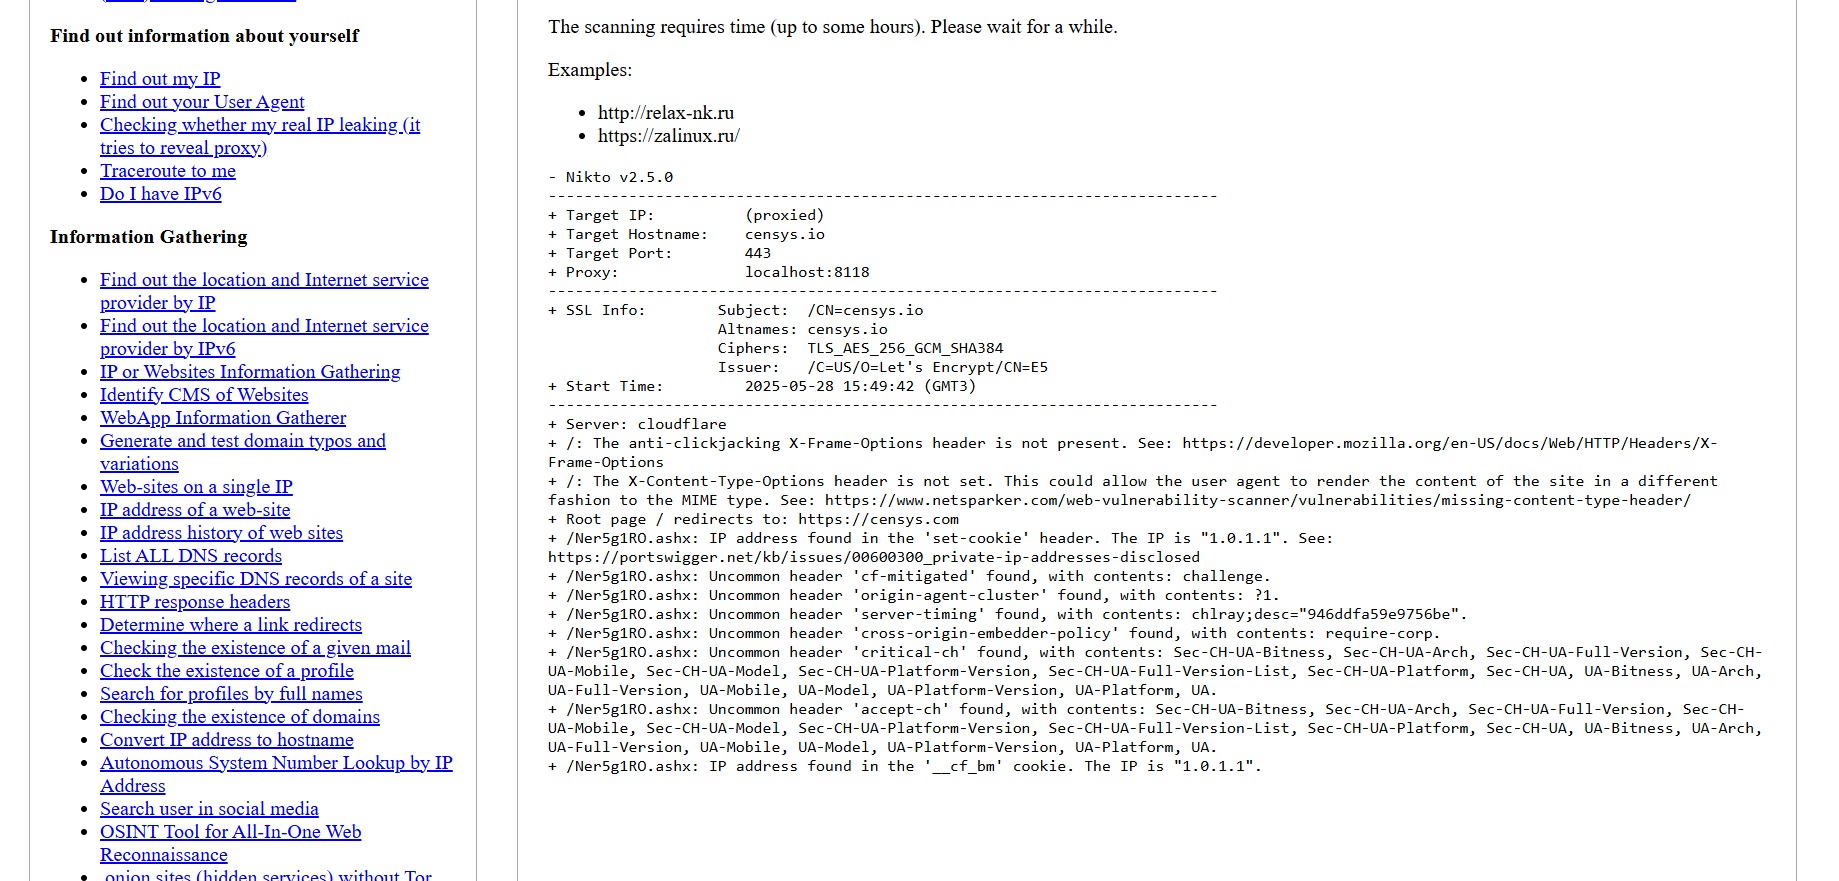 Find out information about yourself
Find out my IP
Find out your User Agent
Checking whether my real IP leaking (it
tries to reveal proxy)
Traceroute to me
Do I have IPv6
Information Gathering
Find out the location and Internet service
provider by IP
Find out the location and Internet service
provider by IPv6
IP or Websites Information Gathering
Identify CMS of Websites
WebApp Information Gatherer
Generate and test domain typos and
variations
Web-sites on a single IP
IP address of a web-site
IP address history of web sites
List ALL DNS records
Viewing specific DNS records of a site
HTTP response headers
Determine where a link redirects
Checking the existence of a given mail
Check the existence of a profile
Search for profiles by full names
Checking the existence of domains
Convert IP address to hostname
Autonomous System Number Lookup by IP
Address
Search user in social media
OSINT Tool for All-In-One Web
Reconnaissance
.onion sites (hidden services) without Tor
The scanning requires time (up to some hours). Please wait for a while.
Examples:
http://relax-nk.ru
https://zalinux.ru/
- Nikto v2.5.0
---------------------------------------------------------------------------
+ Target IP:          (proxied)
+ Target Hostname:    censys.io
+ Target Port:        443
+ Proxy:              localhost:8118
---------------------------------------------------------------------------
+ SSL Info:        Subject:  /CN=censys.io
                   Altnames: censys.io
                   Ciphers:  TLS_AES_256_GCM_SHA384
                   Issuer:   /C=US/O=Let's Encrypt/CN=E5
+ Start Time:         2025-05-28 15:49:42 (GMT3)
---------------------------------------------------------------------------
+ Server: cloudflare
+ /: The anti-clickjacking X-Frame-Options header is not present. See: https://developer.mozilla.org/en-US/docs/Web/HTTP/Headers/X-
Frame-Options
+ /: The X-Content-Type-Options header is not set. This could allow the user agent to render the content of the site in a different
fashion to the MIME type. See: https://www.netsparker.com/web-vulnerability-scanner/vulnerabilities/missing-content-type-header/
+ Root page / redirects to: https://censys.com
+ /Ner5g1RO.ashx: IP address found in the 'set-cookie' header. The IP is "1.0.1.1". See:
https://portswigger.net/kb/issues/00600300_private-ip-addresses-disclosed
+ /Ner5g1RO.ashx: Uncommon header 'cf-mitigated' found, with contents: challenge.
+ /Ner5g1RO.ashx: Uncommon header 'origin-agent-cluster' found, with contents: ?1.
+ /Ner5g1RO.ashx: Uncommon header 'server-timing' found, with contents: chlray;desc="946ddfa59e9756be".
+ /Ner5g1RO.ashx: Uncommon header 'cross-origin-embedder-policy' found, with contents: require-corp.
+ /Ner5g1RO.ashx: Uncommon header 'critical-ch' found, with contents: Sec-CH-UA-Bitness, Sec-CH-UA-Arch, Sec-CH-UA-Full-Version, Sec-CH-
UA-Mobile, Sec-CH-UA-Model, Sec-CH-UA-Platform-Version, Sec-CH-UA-Full-Version-List, Sec-CH-UA-Platform, Sec-CH-UA, UA-Bitness, UA-Arch,
UA-Full-Version, UA-Mobile, UA-Model, UA-Platform-Version, UA-Platform, UA.
+ /Ner5g1RO.ashx: Uncommon header 'accept-ch' found, with contents: Sec-CH-UA-Bitness, Sec-CH-UA-Arch, Sec-CH-UA-Full-Version, Sec-CH-
UA-Mobile, Sec-CH-UA-Model, Sec-CH-UA-Platform-Version, Sec-CH-UA-Full-Version-List, Sec-CH-UA-Platform, Sec-CH-UA, UA-Bitness, UA-Arch,
UA-Full-Version, UA-Mobile, UA-Model, UA-Platform-Version, UA-Platform, UA.
+ /Ner5g1RO.ashx: IP address found in the '__cf_bm' cookie. The IP is "1.0.1.1".